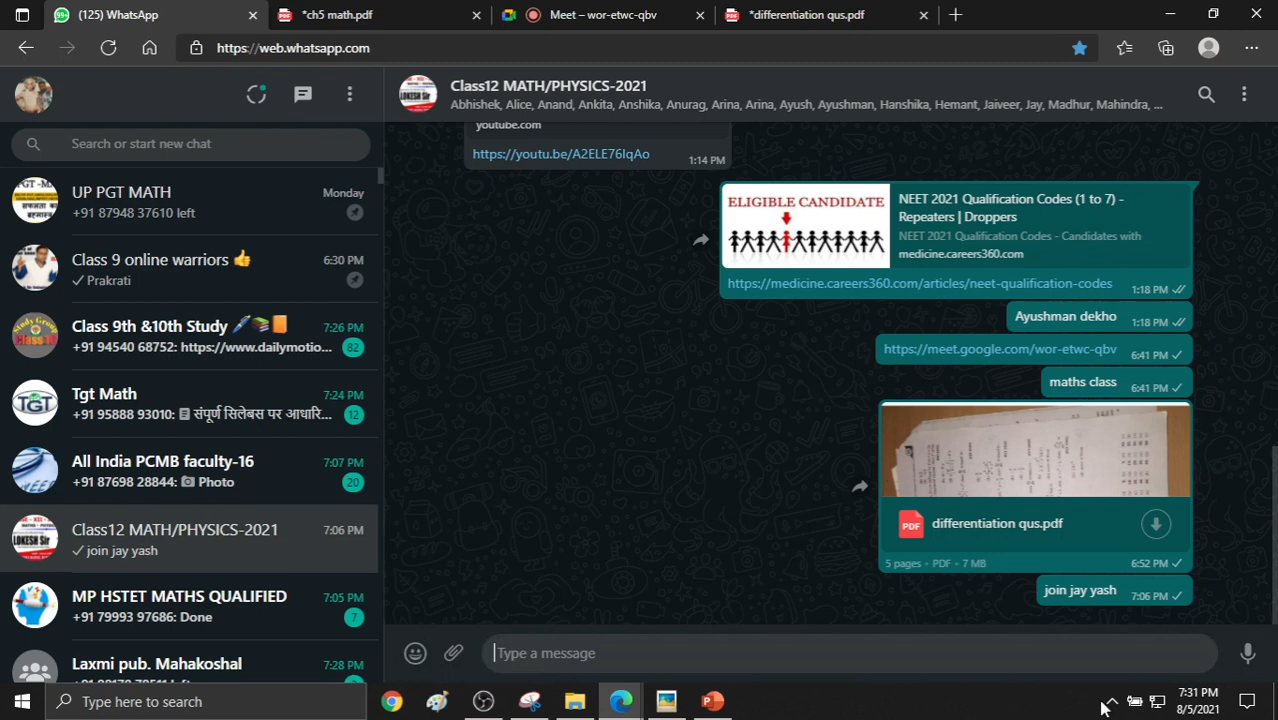 (125) WhatsApp
*ch5 math.pdf
Meet – wor-etwc-qbv
*differentiation qus.pdf
https://web.whatsapp.com
Class12 MATH/PHYSICS-2021
Abhishek, Alice, Anand, Ankita, Anshika, Anurag, Arina, Arina, Ayush, Ayushman, Hanshika, Hemant, Jaiveer, Jay, Madhur, Mahindra, ...
Search or start new chat
UP PGT MATH Monday
+91 87948 37610 left
Class 9 online warriors 👍 6:30 PM
Prakrati
Class 9th &10th Study 🖊️📚📙 7:26 PM
+91 94540 68752: https://www.dailymotio... 82
Tgt Math 7:24 PM
+91 95888 93010: संपूर्ण सिलेबस पर आधारि... 12
All India PCMB faculty-16 7:07 PM
+91 87698 28844: Photo 20
Class12 MATH/PHYSICS-2021 7:06 PM
join jay yash
MP HSTET MATHS QUALIFIED 7:05 PM
+91 79993 97686: Done 7
Laxmi pub. Mahakoshal 7:28 PM
youtube.com
https://youtu.be/A2ELE76IqAo 1:14 PM
ELIGIBLE CANDIDATE
NEET 2021 Qualification Codes (1 to 7) -
Repeaters | Droppers
NEET 2021 Qualification Codes - Candidates with
medicine.careers360.com
https://medicine.careers360.com/articles/neet-qualification-codes 1:18 PM
Ayushman dekho 1:18 PM
https://meet.google.com/wor-etwc-qbv 6:41 PM
maths class 6:41 PM
PDF differentiation qus.pdf
5 pages • PDF • 7 MB 6:52 PM
join jay yash 7:06 PM
Type a message
Type here to search
7:31 PM
8/5/2021